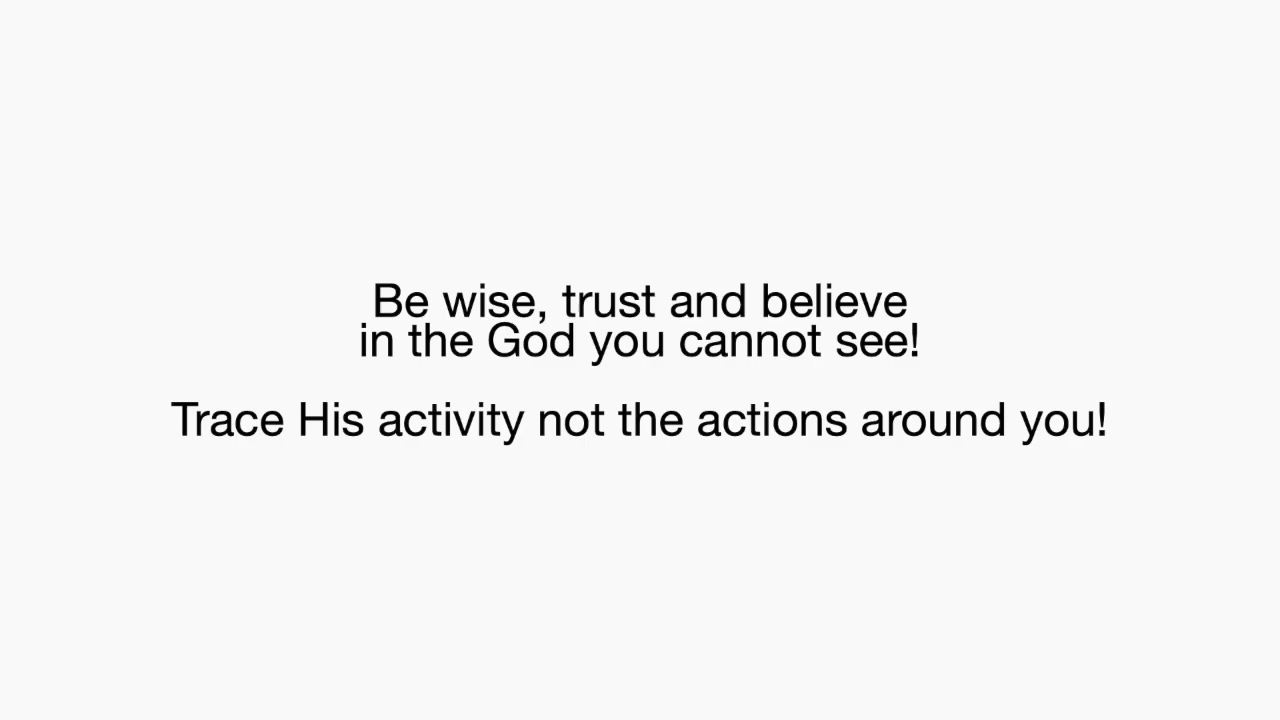 Be wise, trust and believe
in the God you cannot see!
Trace His activity not the actions around you!